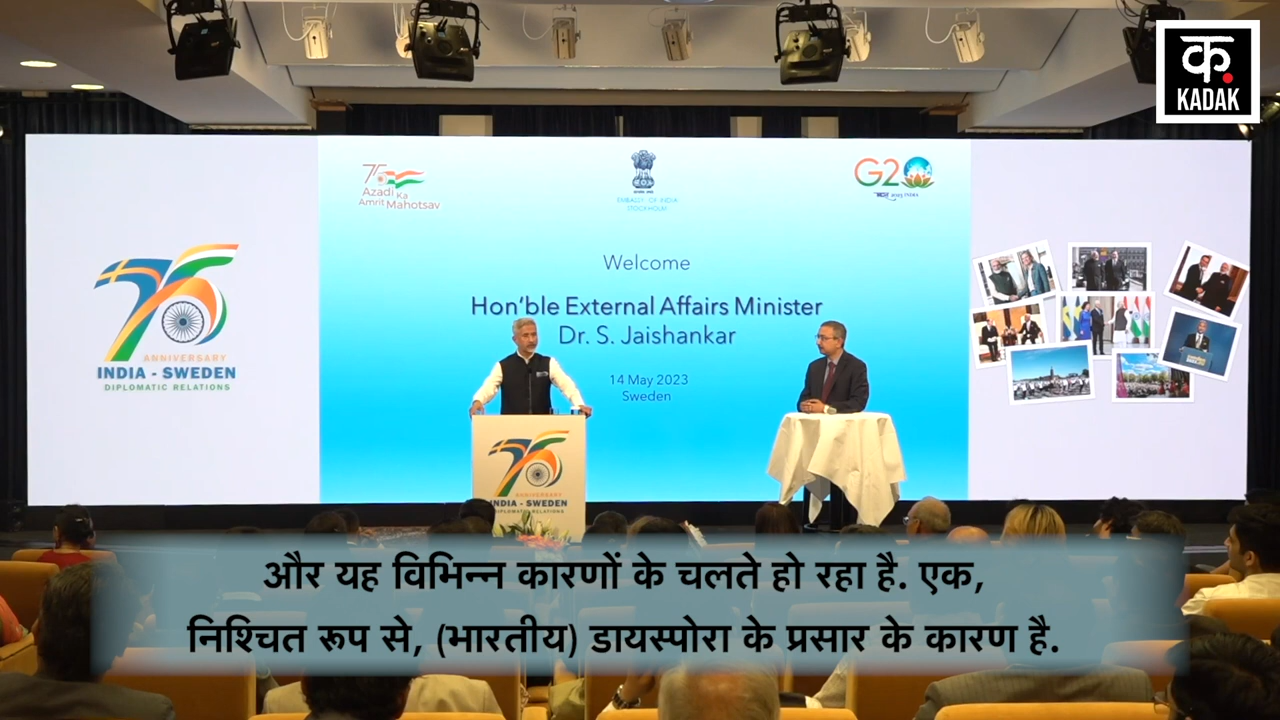 क.
KADAK
75
Azadi Ka
Amrit Mahotsav
EMBASSY OF INDIA
STOCKHOLM
G20
INDIA
Welcome
Hon'ble External Affairs Minister
Dr. S. Jaishankar
14 May 2023
Sweden
75
ANNIVERSARY
INDIA - SWEDEN
DIPLOMATIC RELATIONS
75
ANNIVERSARY
INDIA - SWEDEN
DIPLOMATIC RELATIONS
और यह विभिन्न कारणों के चलते हो रहा है. एक,
निश्चित रूप से, (भारतीय) डायस्पोरा के प्रसार के कारण है.